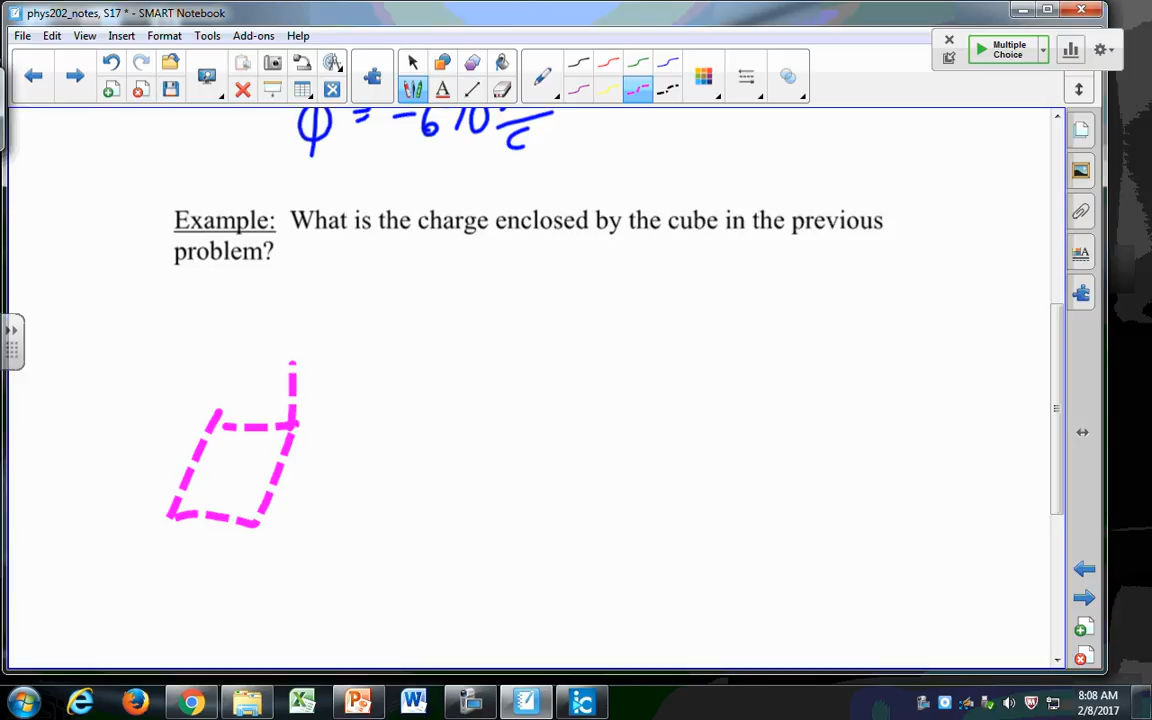 phys202_notes, S17 * - SMART Notebook
File Edit View Insert Format Tools Add-ons Help
Multiple
Choice
A
Φ = -670
C
Example: What is the charge enclosed by the cube in the previous
problem?
8:08 AM
2/8/2017